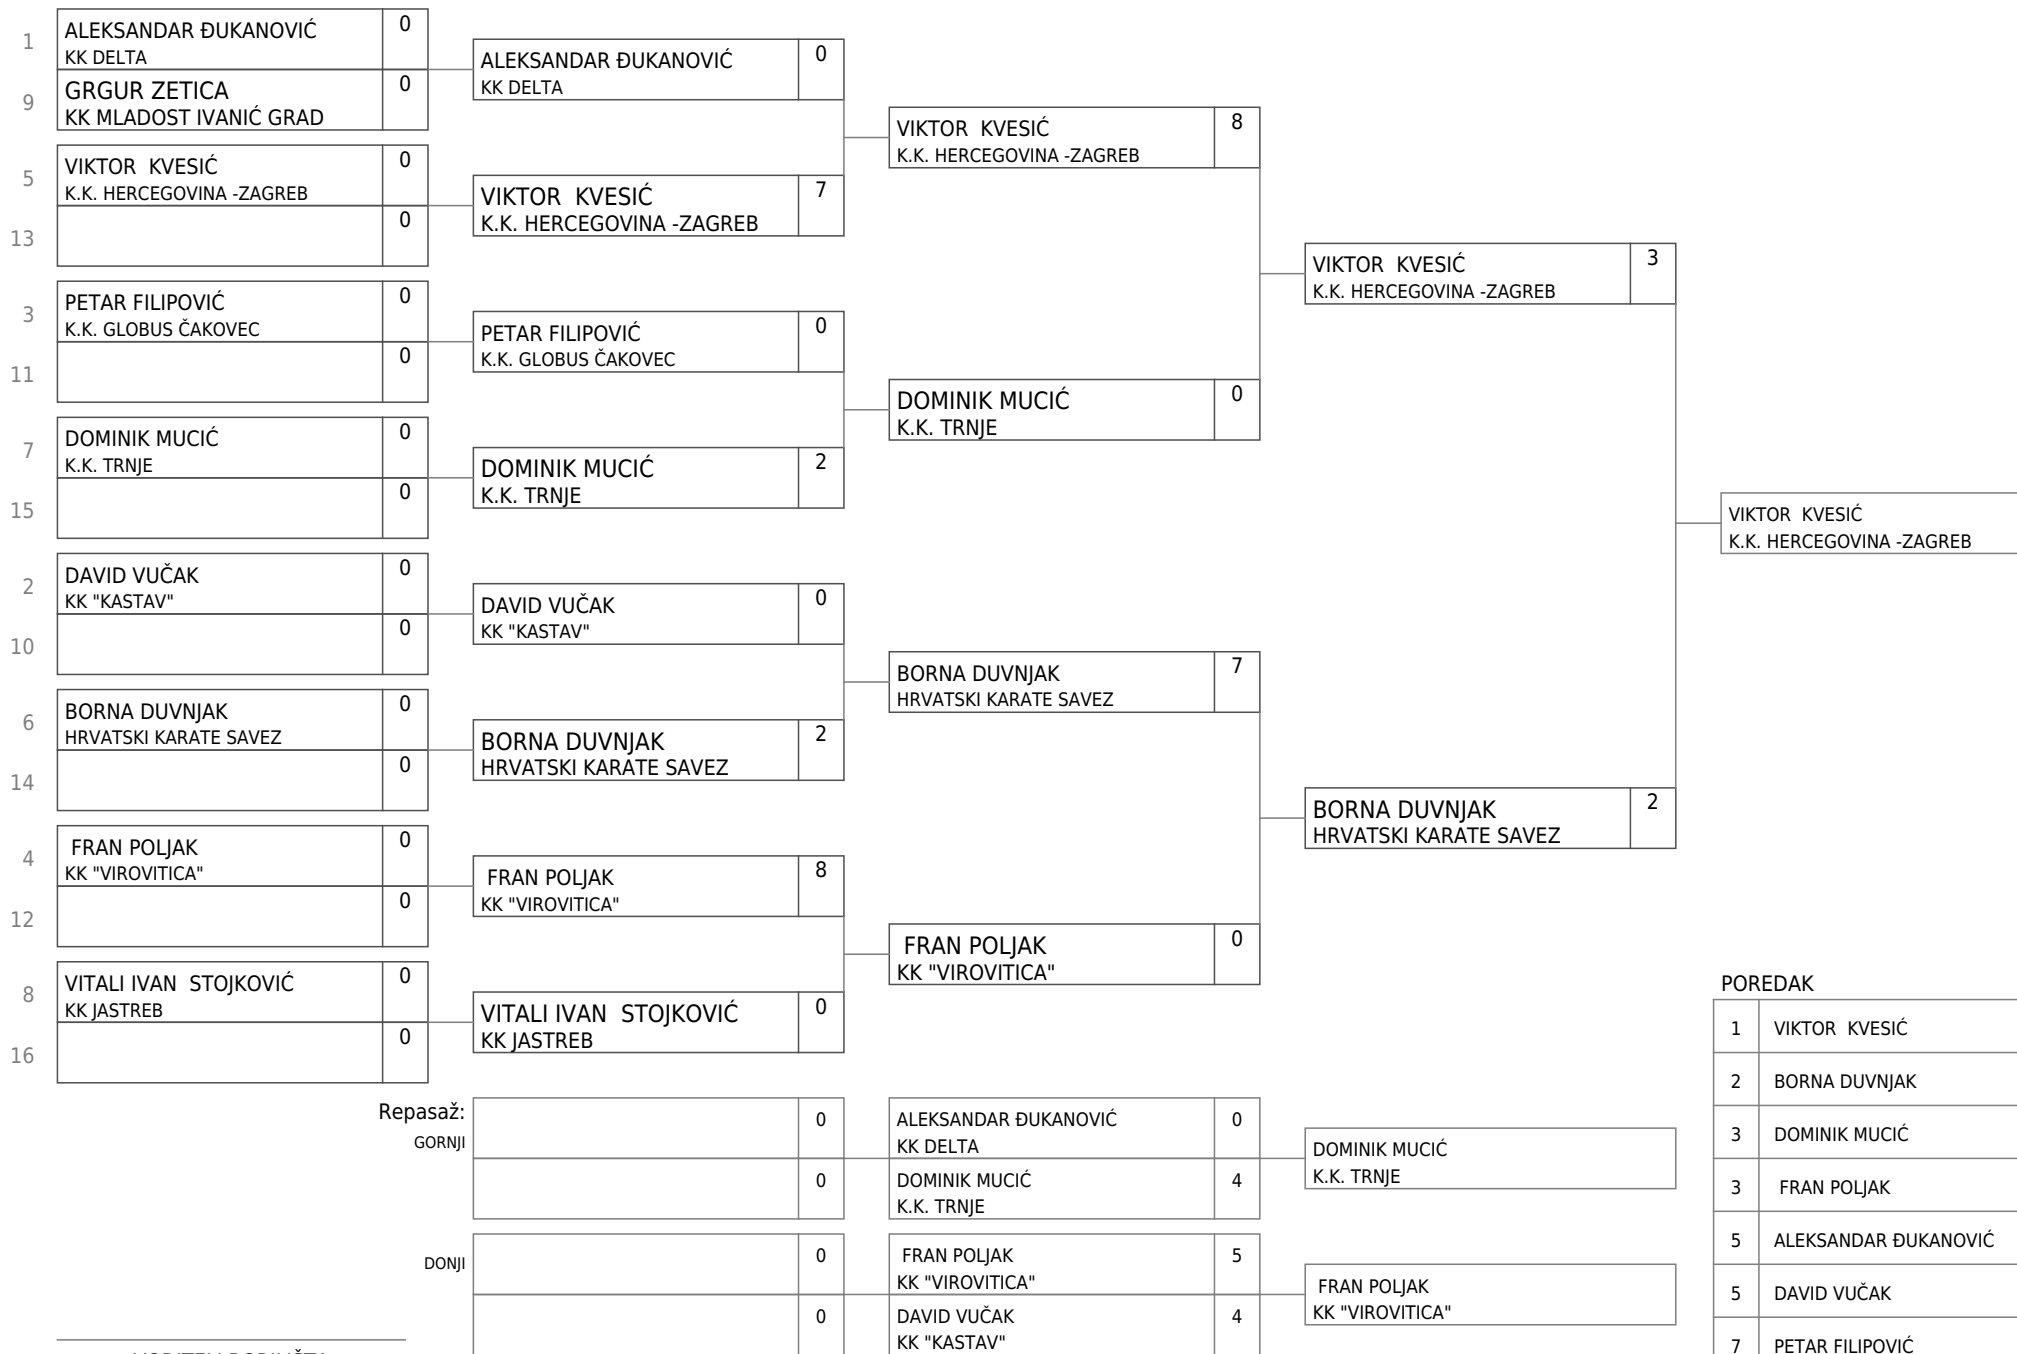 1
ALEKSANDAR ĐUKANOVIĆ
KK DELTA
0
9
GRGUR ZETICA
KK MLADOST IVANIĆ GRAD
0
5
VIKTOR  KVESIĆ
K.K. HERCEGOVINA -ZAGREB
0
13
0
3
PETAR FILIPOVIĆ
K.K. GLOBUS ČAKOVEC
0
11
0
7
DOMINIK MUCIĆ
K.K. TRNJE
0
15
0
2
DAVID VUČAK
KK "KASTAV"
0
10
0
6
BORNA DUVNJAK
HRVATSKI KARATE SAVEZ
0
14
0
4
FRAN POLJAK
KK "VIROVITICA"
0
12
0
8
VITALI IVAN  STOJKOVIĆ
KK JASTREB
0
16
0
ALEKSANDAR ĐUKANOVIĆ
KK DELTA
0
VIKTOR  KVESIĆ
K.K. HERCEGOVINA -ZAGREB
7
PETAR FILIPOVIĆ
K.K. GLOBUS ČAKOVEC
0
DOMINIK MUCIĆ
K.K. TRNJE
2
DAVID VUČAK
KK "KASTAV"
0
BORNA DUVNJAK
HRVATSKI KARATE SAVEZ
2
FRAN POLJAK
KK "VIROVITICA"
8
VITALI IVAN  STOJKOVIĆ
KK JASTREB
0
VIKTOR  KVESIĆ
K.K. HERCEGOVINA -ZAGREB
8
DOMINIK MUCIĆ
K.K. TRNJE
0
BORNA DUVNJAK
HRVATSKI KARATE SAVEZ
7
FRAN POLJAK
KK "VIROVITICA"
0
VIKTOR  KVESIĆ
K.K. HERCEGOVINA -ZAGREB
3
BORNA DUVNJAK
HRVATSKI KARATE SAVEZ
2
VIKTOR  KVESIĆ
K.K. HERCEGOVINA -ZAGREB
Repasaž:
GORNJI
0
0
ALEKSANDAR ĐUKANOVIĆ
KK DELTA
0
DOMINIK MUCIĆ
K.K. TRNJE
4
DOMINIK MUCIĆ
K.K. TRNJE
DONJI
0
0
FRAN POLJAK
KK "VIROVITICA"
5
DAVID VUČAK
KK "KASTAV"
4
FRAN POLJAK
KK "VIROVITICA"
POREDAK
1 VIKTOR  KVESIĆ
2 BORNA DUVNJAK
3 DOMINIK MUCIĆ
3 FRAN POLJAK
5 ALEKSANDAR ĐUKANOVIĆ
5 DAVID VUČAK
7 PETAR FILIPOVIĆ